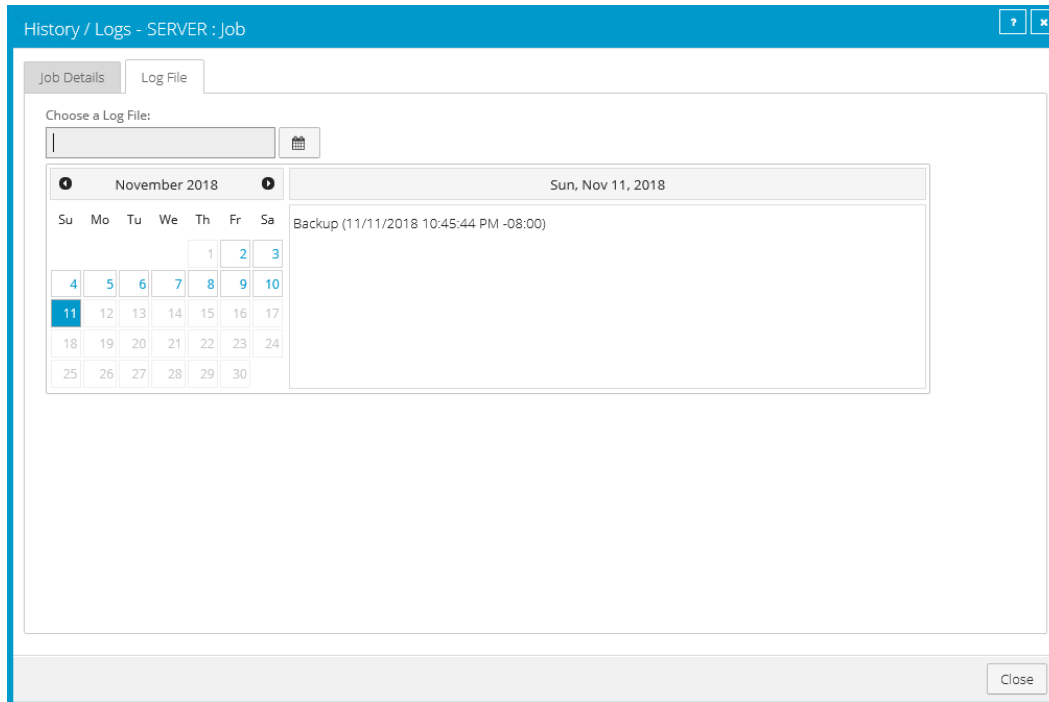 History / Logs - SERVER : Job
? x
Job Details Log File
Choose a Log File:
November 2018 Sun, Nov 11, 2018
Su Mo Tu We Th Fr Sa Backup (11/11/2018 10:45:44 PM -08:00)
1 2 3
4 5 6 7 8 9 10
11 12 13 14 15 16 17
18 19 20 21 22 23 24
25 26 27 28 29 30
Close